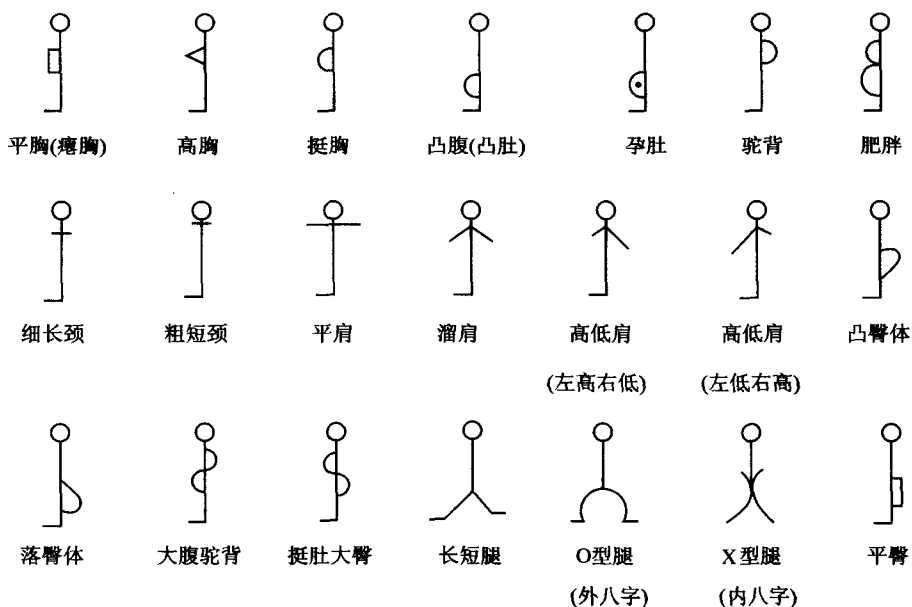 平胸(瘪胸) 高胸 挺胸 凸腹(凸肚) 孕肚 驼背 肥胖
细长颈 粗短颈 平肩 溜肩 高低肩 高低肩 凸臀体
(左高右低) (左低右高)
落臀体 大腹驼背 挺肚大臀 长短腿 O型腿 X型腿 平臀
(外八字) (内八字)